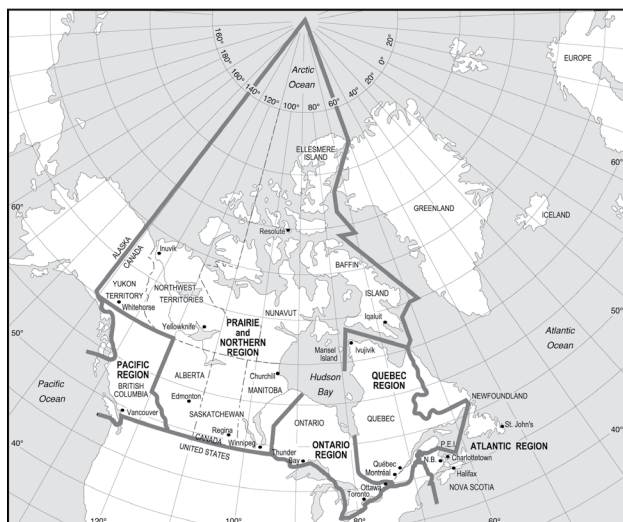 160°
160°
140°
140°
120°
120°
100°
80°
60°
40°
20°
0°
20°
Arctic
Ocean
EUROPE
ELLESMERE
ISLAND
60°
60°
GREENLAND
ICELAND
Resolute
ALASKA
CANADA
Inuvik
BAFFIN
ISLAND
YUKON
TERRITORY
Whitehorse
NORTHWEST
TERRITORIES
50°
50°
NUNAVUT
Iqaluit
Yellowknife
PRAIRIE
and
NORTHERN
REGION
Mansel
Island
Ivujivik
Atlantic
Ocean
PACIFIC
REGION
BRITISH
COLUMBIA
Pacific
Ocean
ALBERTA
Churchill
MANITOBA
Hudson
Bay
QUEBEC
REGION
NEWFOUNDLAND
Edmonton
SASKATCHEWAN
Vancouver
ONTARIO
QUEBEC
St. John's
40°
40°
Regina
CANADA
UNITED STATES
Winnipeg
Thunder
Bay
ONTARIO
REGION
P.E.I.
ATLANTIC REGION
N.B.
Charlottetown
Halifax
NOVA SCOTIA
Québec
Montréal
Ottawa
Toronto
120°
100°
80°
60°